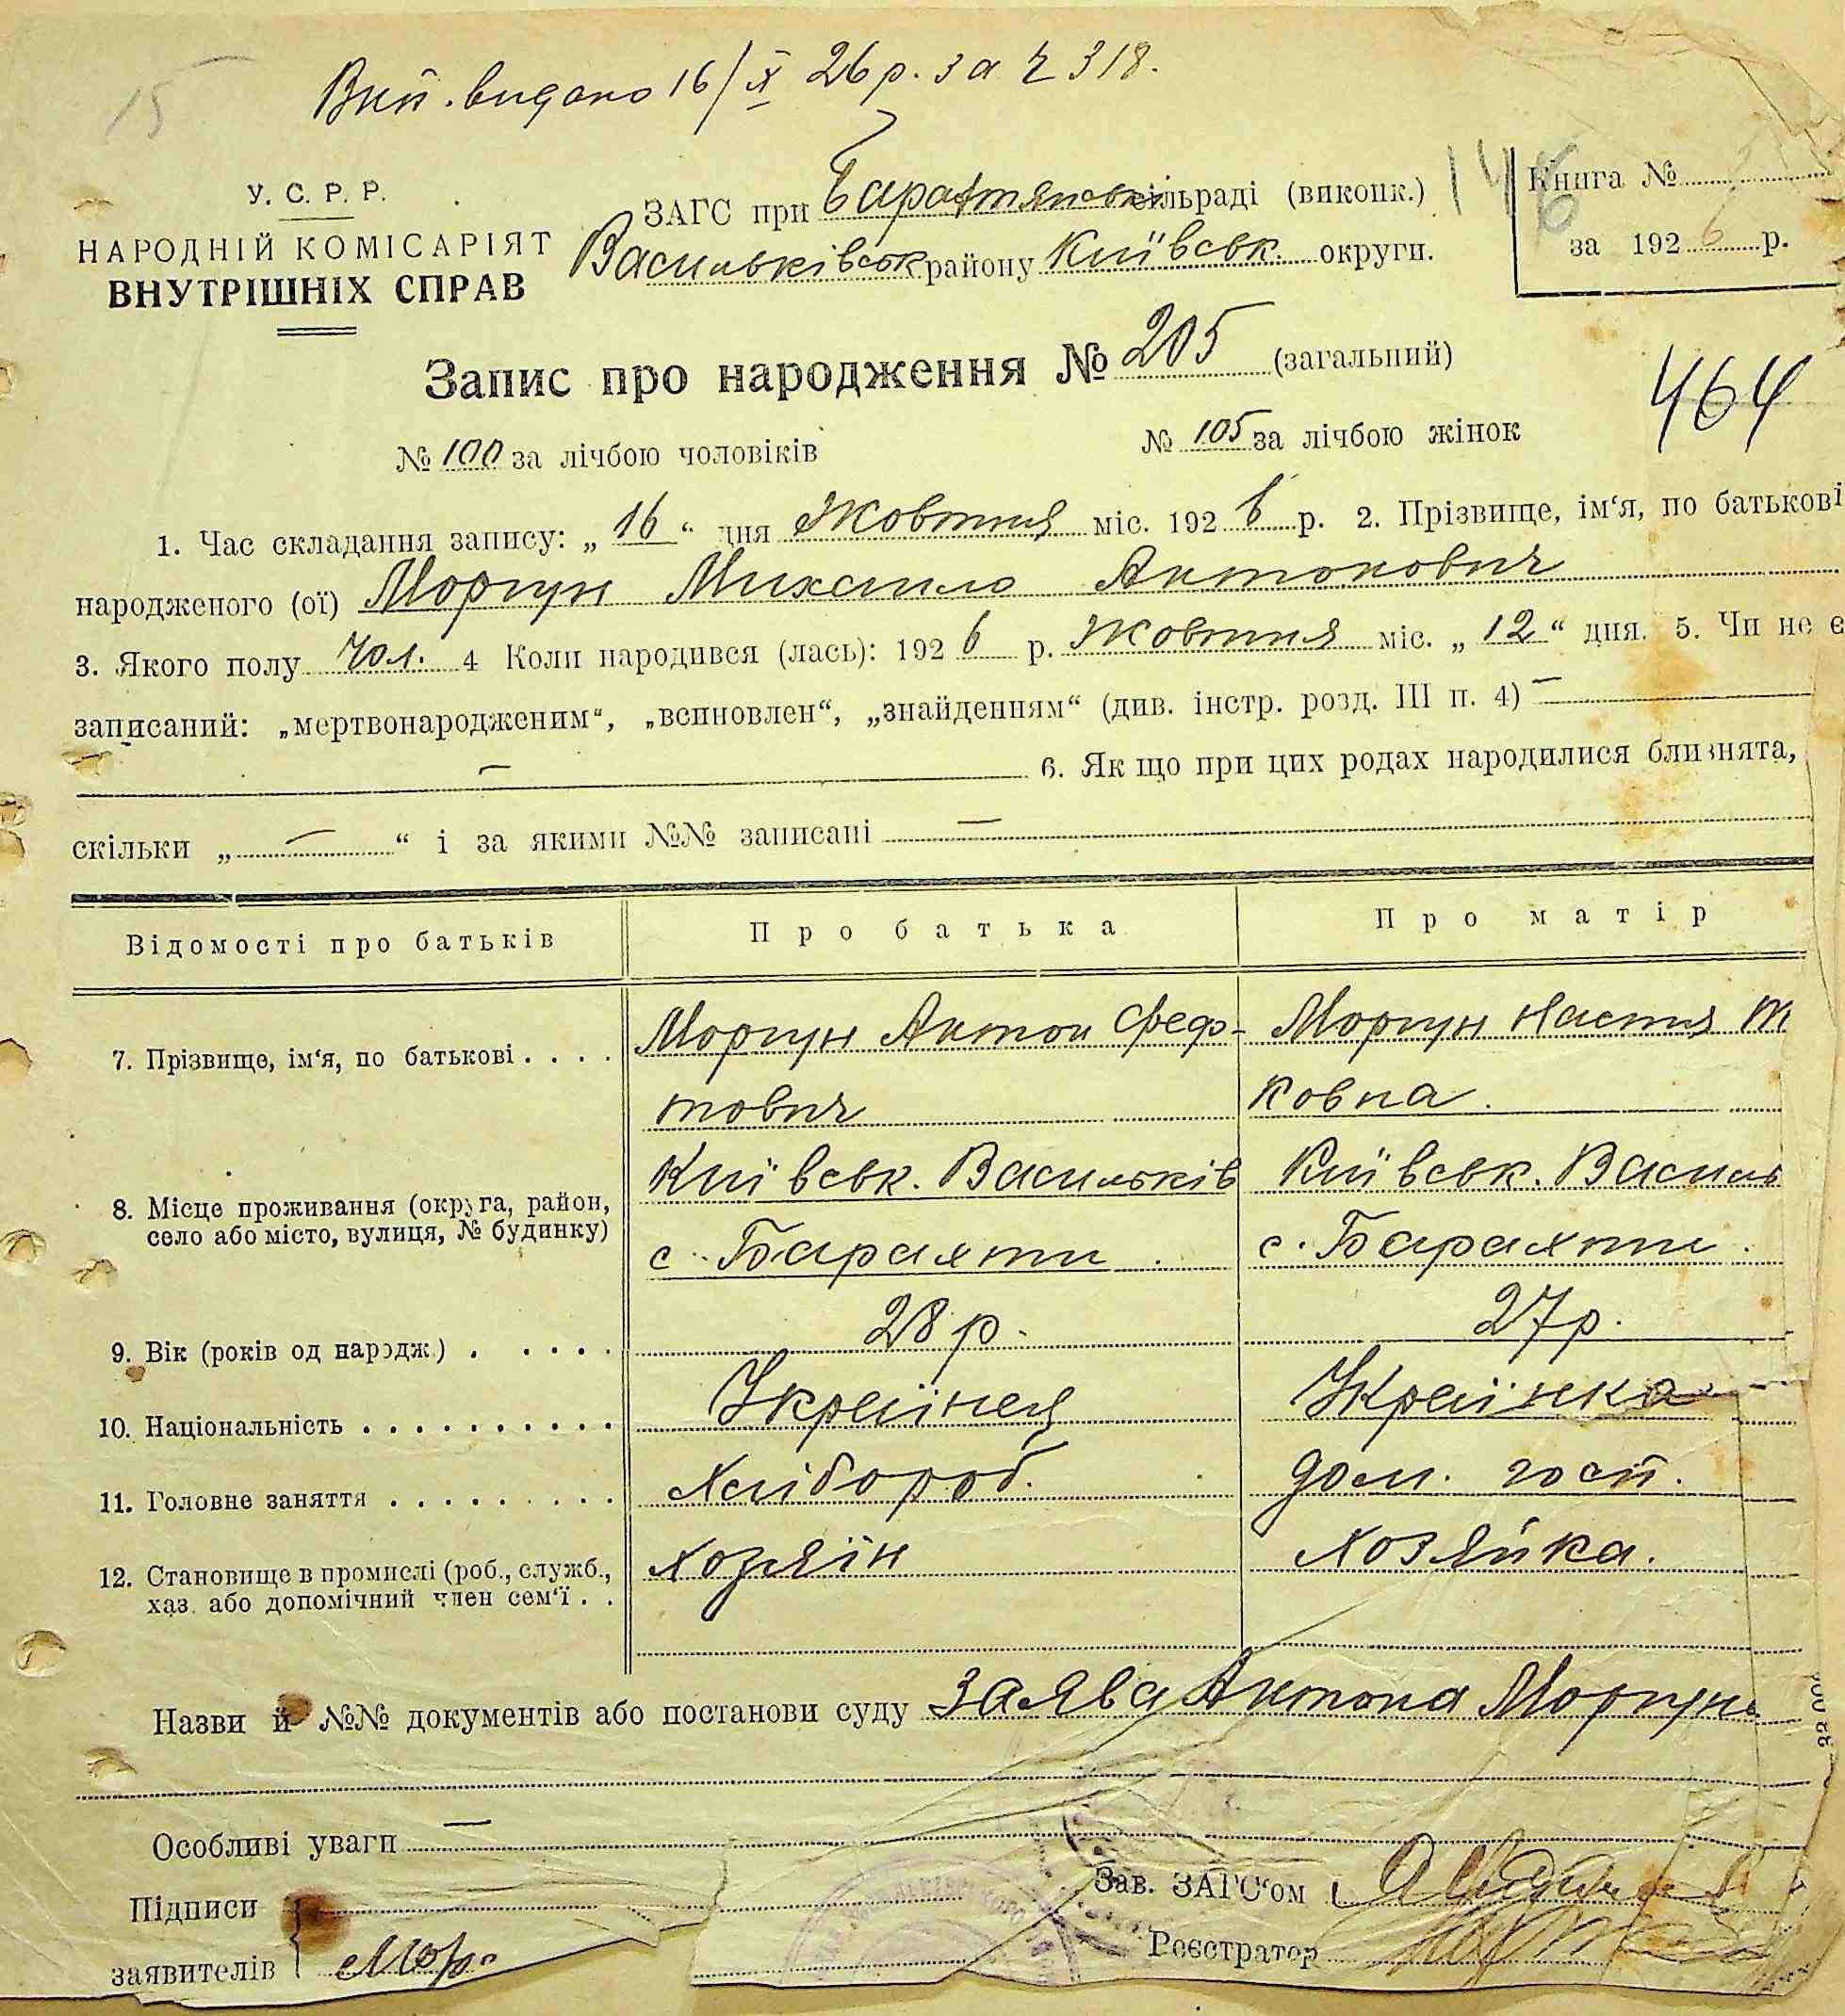 15
Вип. видано 16/X 26 р. за № 318.
У. С. Р. Р.
НАРОДНІЙ КОМІСАРІЯТ
ВНУТРІШНІХ СПРАВ
ЗАГС при Барахтянськ сільраді (виконк.)
Васильківськ району Київськ. округи.
146
Книга №
за 1926 р.
Запис про народження № 205 (загальний)
464
№ 100 за лічбою чоловіків № 105 за лічбою жінок
1. Час складання запису: „16“ дня Жовтня міс. 1926 р. 2. Прізвище, ім‘я, по батькові
народженого (ої) Моргун Михайло Антонович
3. Якого полу чол. 4 Коли народився (лась): 1926 р. Жовтня міс. „12“ дня. 5. Чи не є
записаний: „мертвонародженим“, „всиновлен“, „знайденням“ (див. інстр. розд. III п. 4) —
— 6. Як що при цих родах народилися близнята,
скільки „ — “ і за якими №№ записані —
Відомості про батьків Про батька Про матір
7. Прізвище, ім‘я, по батькові . . . . Моргун Антон Федо- Моргун Настя М
тович ковна.
Київськ. Васильків Київськ. Василь
8. Місце проживання (округа, район,
село або місто, вулиця, № будинку) с. Барахти. с. Барахти.
9. Вік (років од народж.) . . . . . 28 р. 27 р.
10. Національність . . . . . . . . . . Українец Українка
11. Головне заняття . . . . . . . . . Хлібороб. дом. госп.
12. Становище в промислі (роб., служб., хозяїн хозяйка.
хаз. або допомічний член сем‘ї . .
Назви й №№ документів або постанови суду заява Антона Моргун
Особливі уваги —
Підписи
заявителів Мор.
Зав. ЗАГС‘ом
Реєстратор